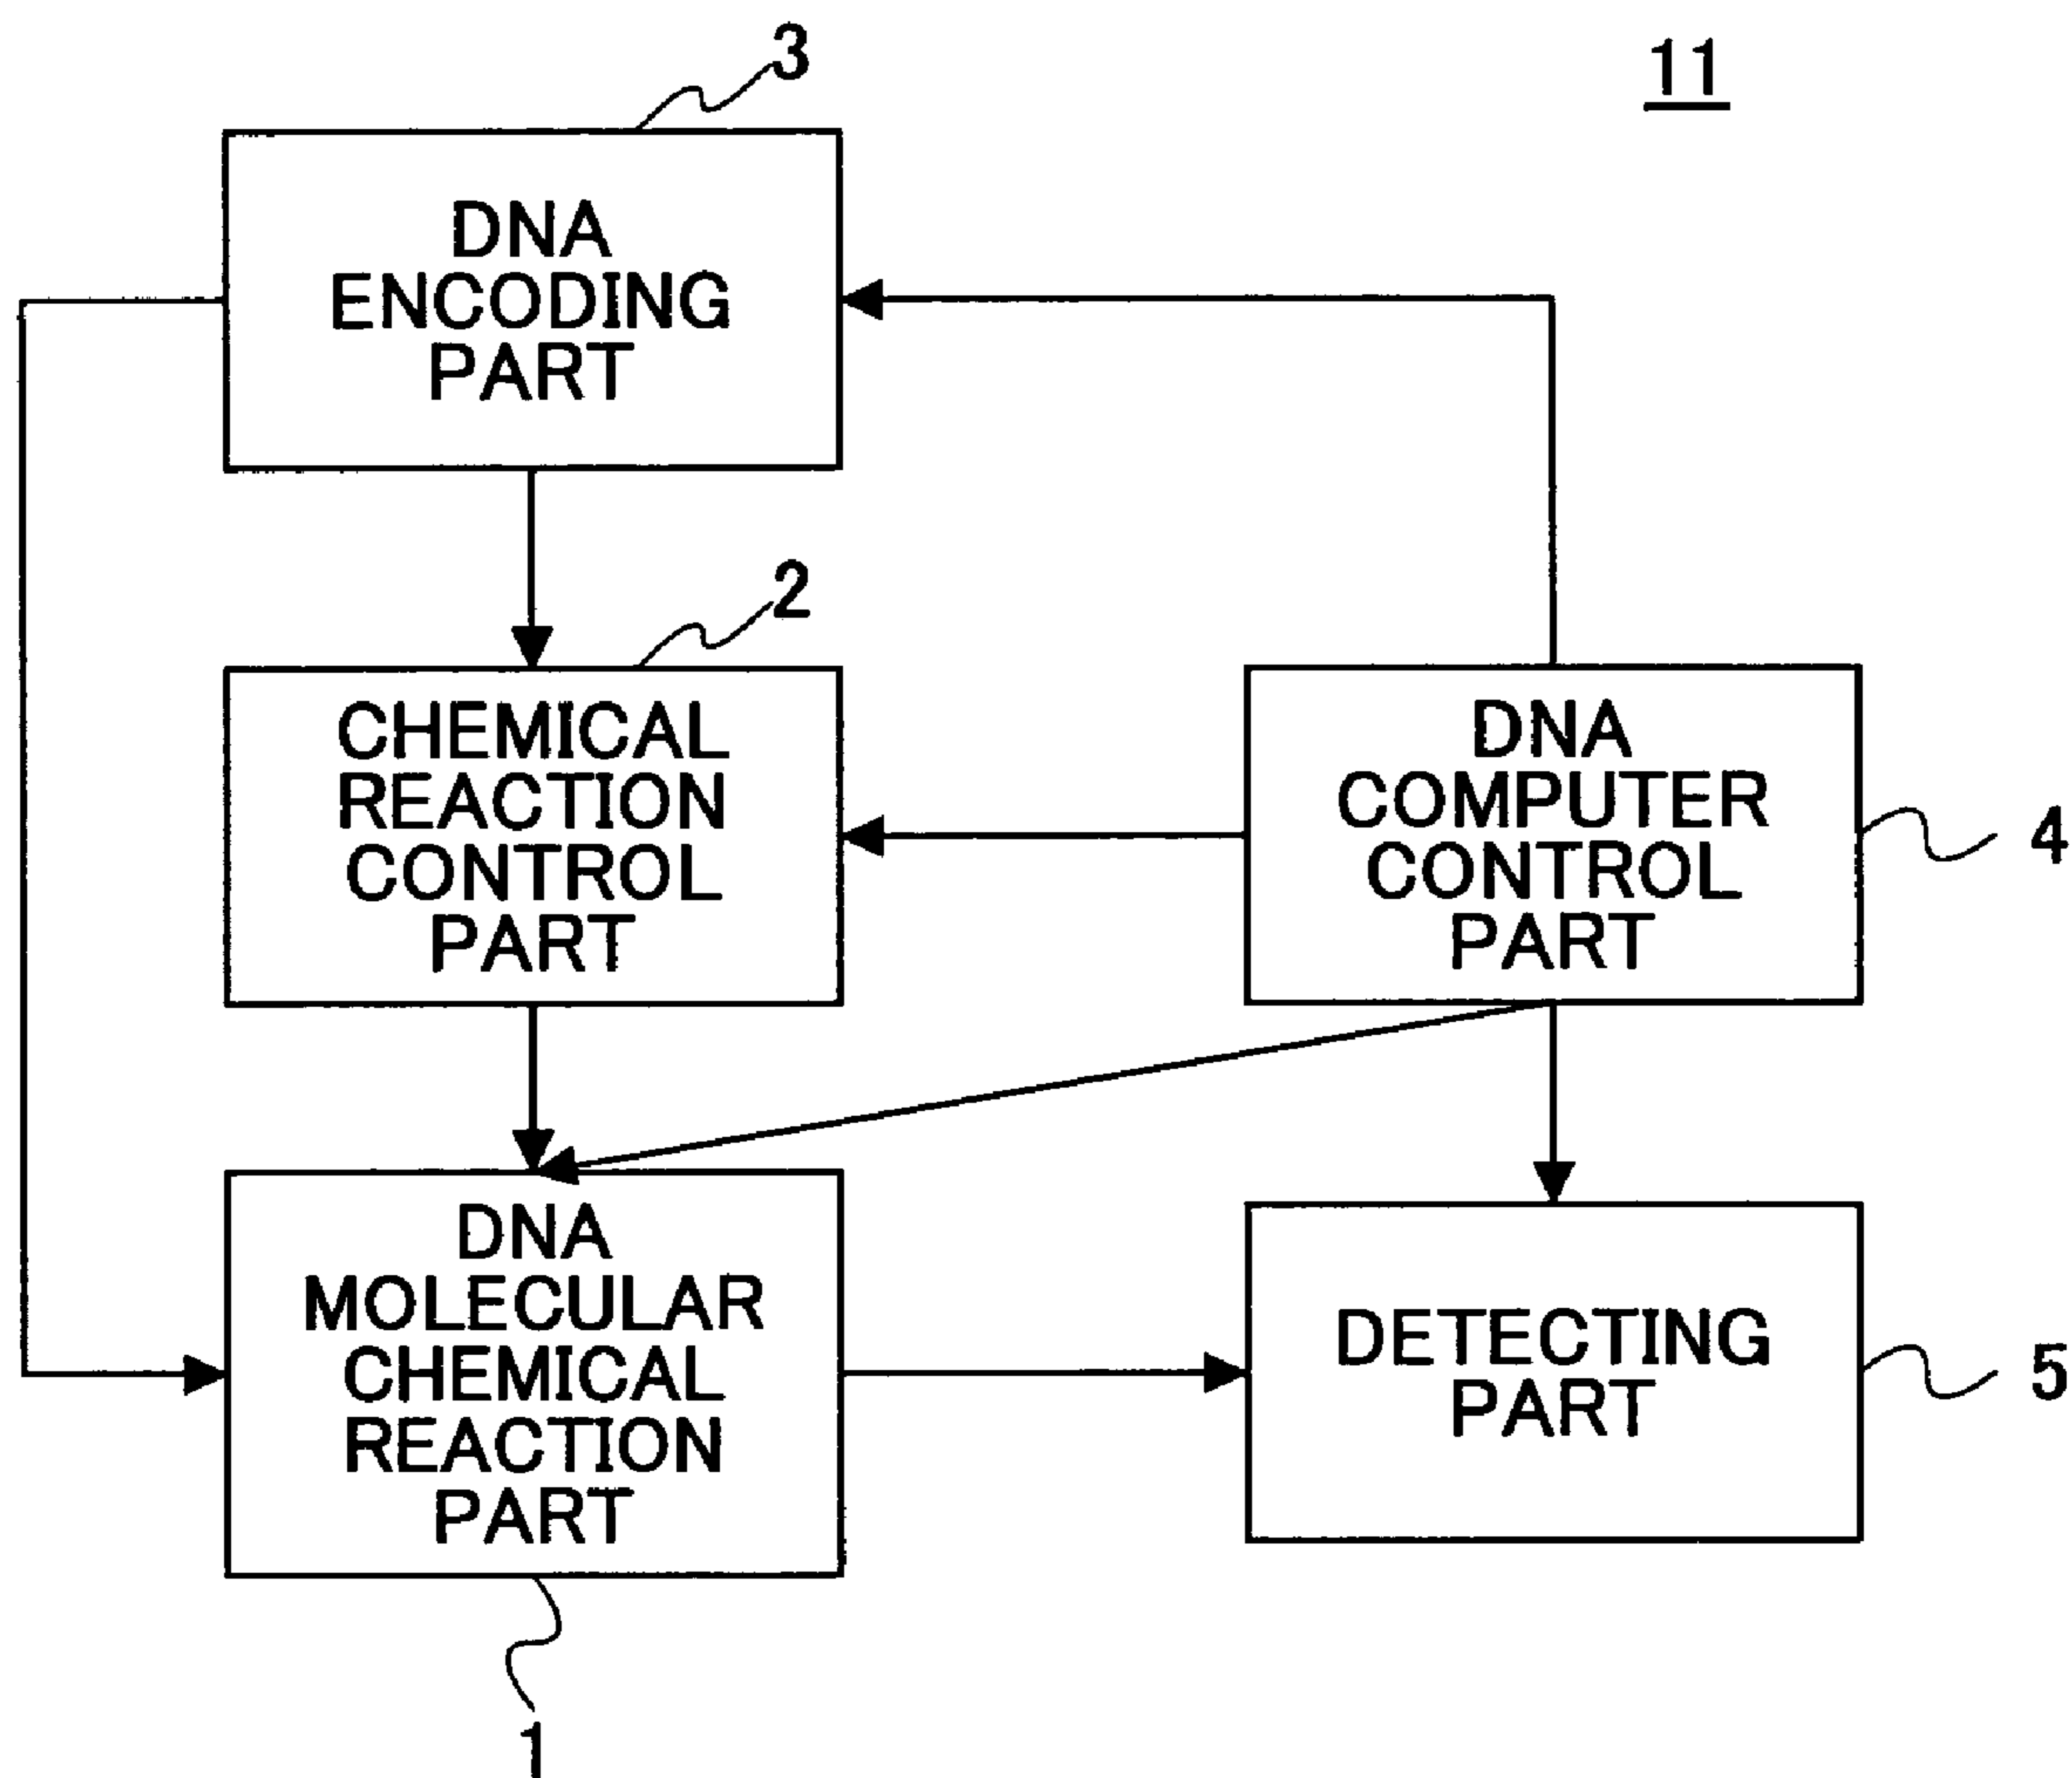 3
11
DNA
ENCODING
PART
2
CHEMICAL
REACTION
CONTROL
PART
DNA
COMPUTER
CONTROL
PART
4
DNA
MOLECULAR
CHEMICAL
REACTION
PART
DETECTING
PART
5
1